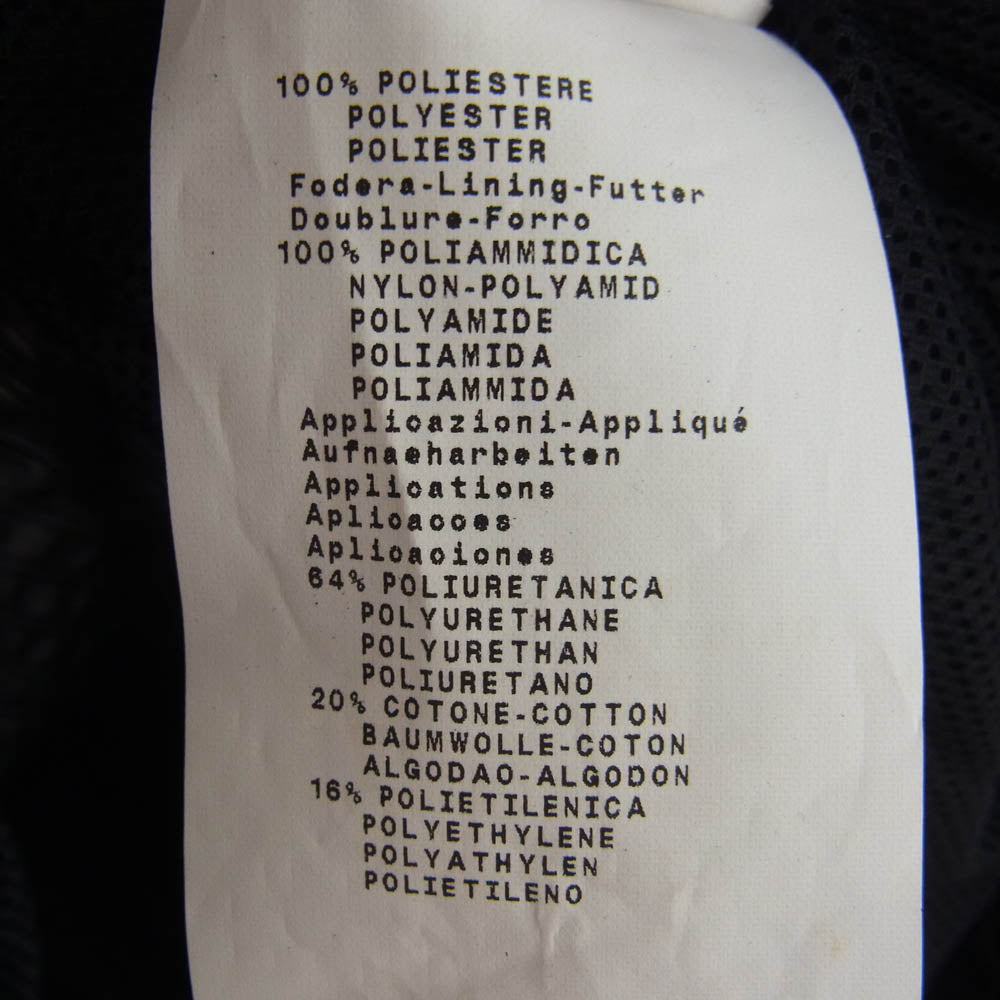 100% POLIESTERE
POLYESTER
POLIESTER
Fodera-Lining-Futter
Doublure-Forro
100% POLIAMMIDICA
NYLON-POLYAMID
POLYAMIDE
POLIAMIDA
POLIAMMIDA
Applicazioni-Appliqué
Aufnaeharbeiten
Applications
Aplicacoes
Aplicaciones
64% POLIURETANICA
POLYURETHANE
POLYURETHAN
POLIURETANO
20% COTONE-COTTON
BAUMWOLLE-COTON
ALGODAO-ALGODON
16% POLIETILENICA
POLYETHYLENE
POLYATHYLEN
POLIETILENO